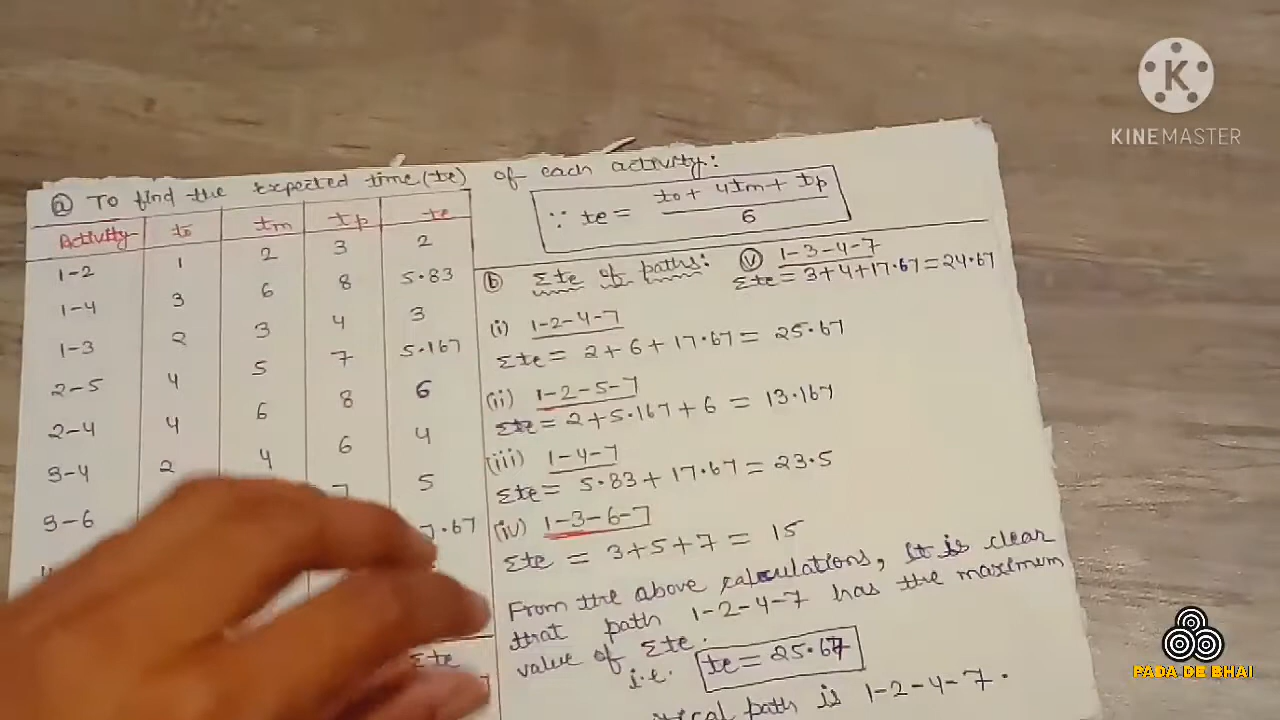 KINEMASTER
ⓐ To find the Expected time (te) of each activity:
Activity to tm tp te
1-2 1 2 3 2
1-4 3 6 8 5.83
1-3 2 3 4 3
2-5 4 5 7 5.167
2-4 4 6 8 6
3-4 2 4 6 4
3-6 7 5
7.67
Σte
∵ te = to + 4tm + tp / 6
ⓑ Σte of paths:
(i) 1-2-4-7
Σte = 2+6+17.67 = 25.67
(ii) 1-2-5-7
Σte = 2+5.167+6 = 13.167
(iii) 1-4-7
Σte = 5.83+17.67 = 23.5
(iv) 1-3-6-7
Σte = 3+5+7 = 15
ⓥ 1-3-4-7
Σte = 3+4+17.67 = 24.67
From the above calculations, It is clear
that path 1-2-4-7 has the maximum
value of Σte.
i.e. te = 25.67
path is 1-2-4-7.
PADA DE BHAI